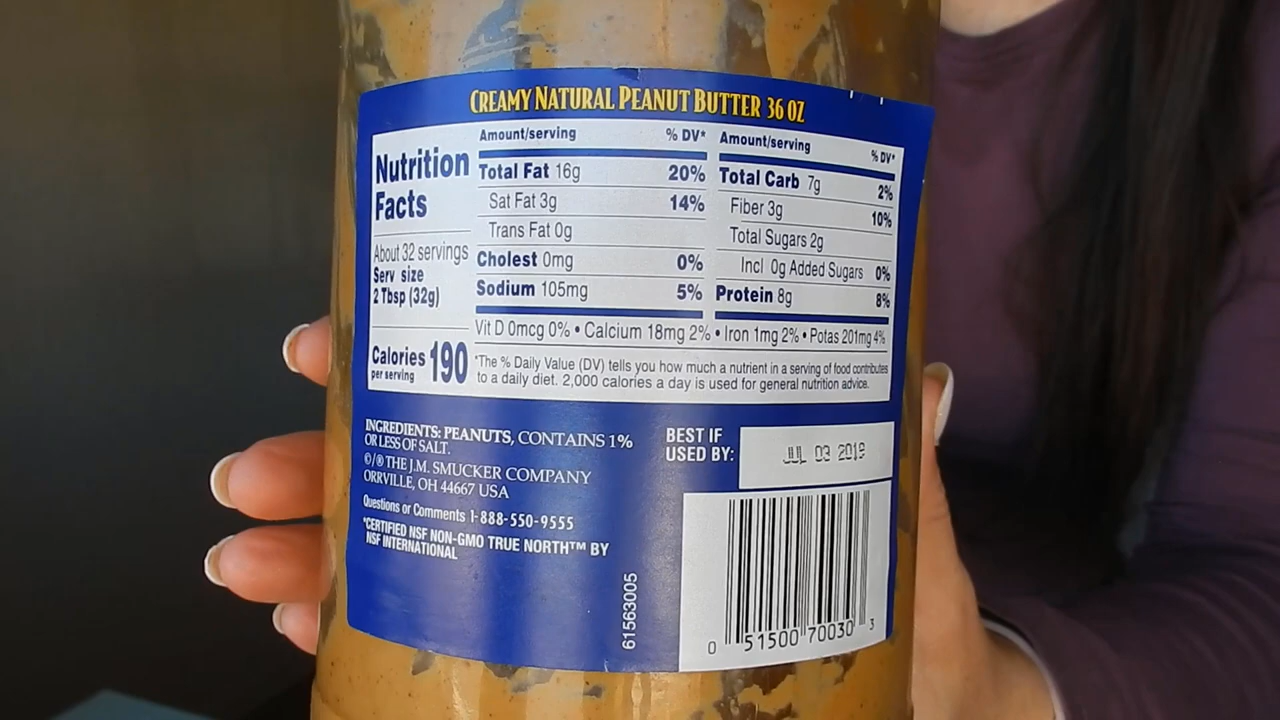 CREAMY NATURAL PEANUT BUTTER 36 OZ
Nutrition
Facts
About 32 servings
Serv size
2 Tbsp (32g)
Calories 190
per serving
Amount/serving % DV*
Total Fat 16g 20%
Sat Fat 3g 14%
Trans Fat 0g
Cholest 0mg 0%
Sodium 105mg 5%
Amount/serving % DV*
Total Carb 7g 2%
Fiber 3g 10%
Total Sugars 2g
Incl 0g Added Sugars 0%
Protein 8g 8%
Vit D 0mcg 0% • Calcium 18mg 2% • Iron 1mg 2% • Potas 201mg 4%
*The % Daily Value (DV) tells you how much a nutrient in a serving of food contributes
to a daily diet. 2,000 calories a day is used for general nutrition advice.
INGREDIENTS: PEANUTS, CONTAINS 1%
OR LESS OF SALT.
©/® THE J.M. SMUCKER COMPANY
ORRVILLE, OH 44667 USA
Questions or Comments 1-888-550-9555
*CERTIFIED NSF NON-GMO TRUE NORTH™ BY
NSF INTERNATIONAL
61563005
BEST IF
USED BY:
JUL 03 2019
0 51500 70030 3